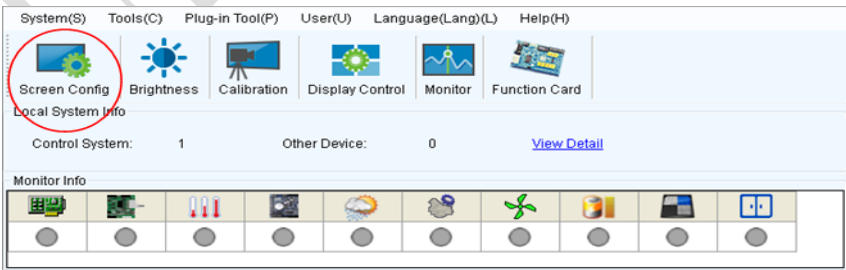 System(S) Tools(C) Plug-in Tool(P) User(U) Language(Lang)(L) Help(H)
Screen Config Brightness Calibration Display Control Monitor Function Card
Local System Info
Control System: 1 Other Device: 0 View Detail
Monitor Info